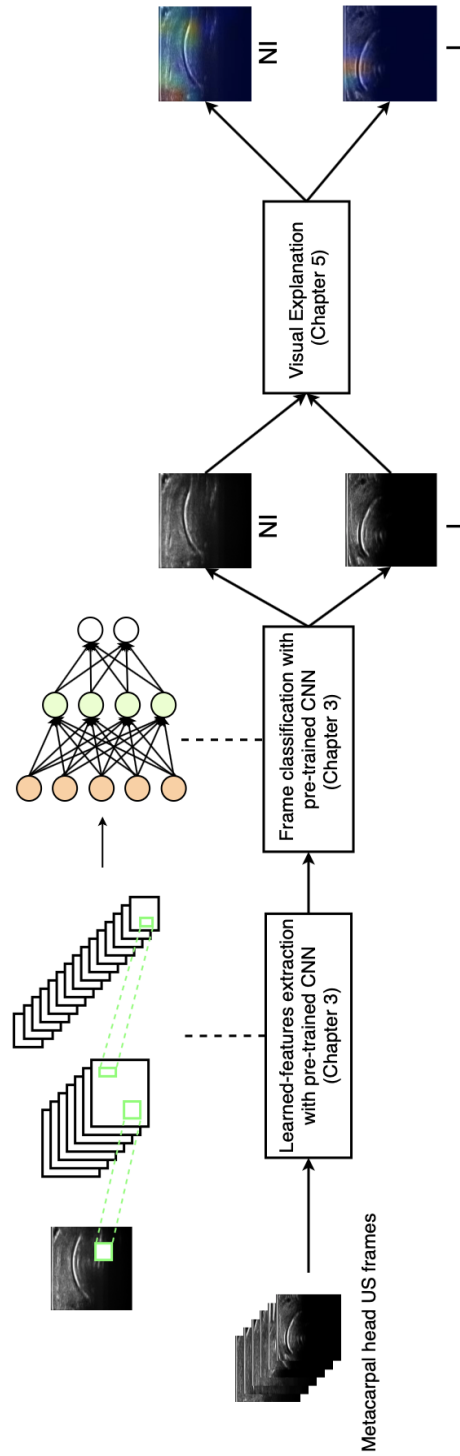 Metacarpal head US frames
Learned-features extraction
with pre-trained CNN
(Chapter 3)
Frame classification with
pre-trained CNN
(Chapter 3)
NI
I
Visual Explanation
(Chapter 5)
NI
I